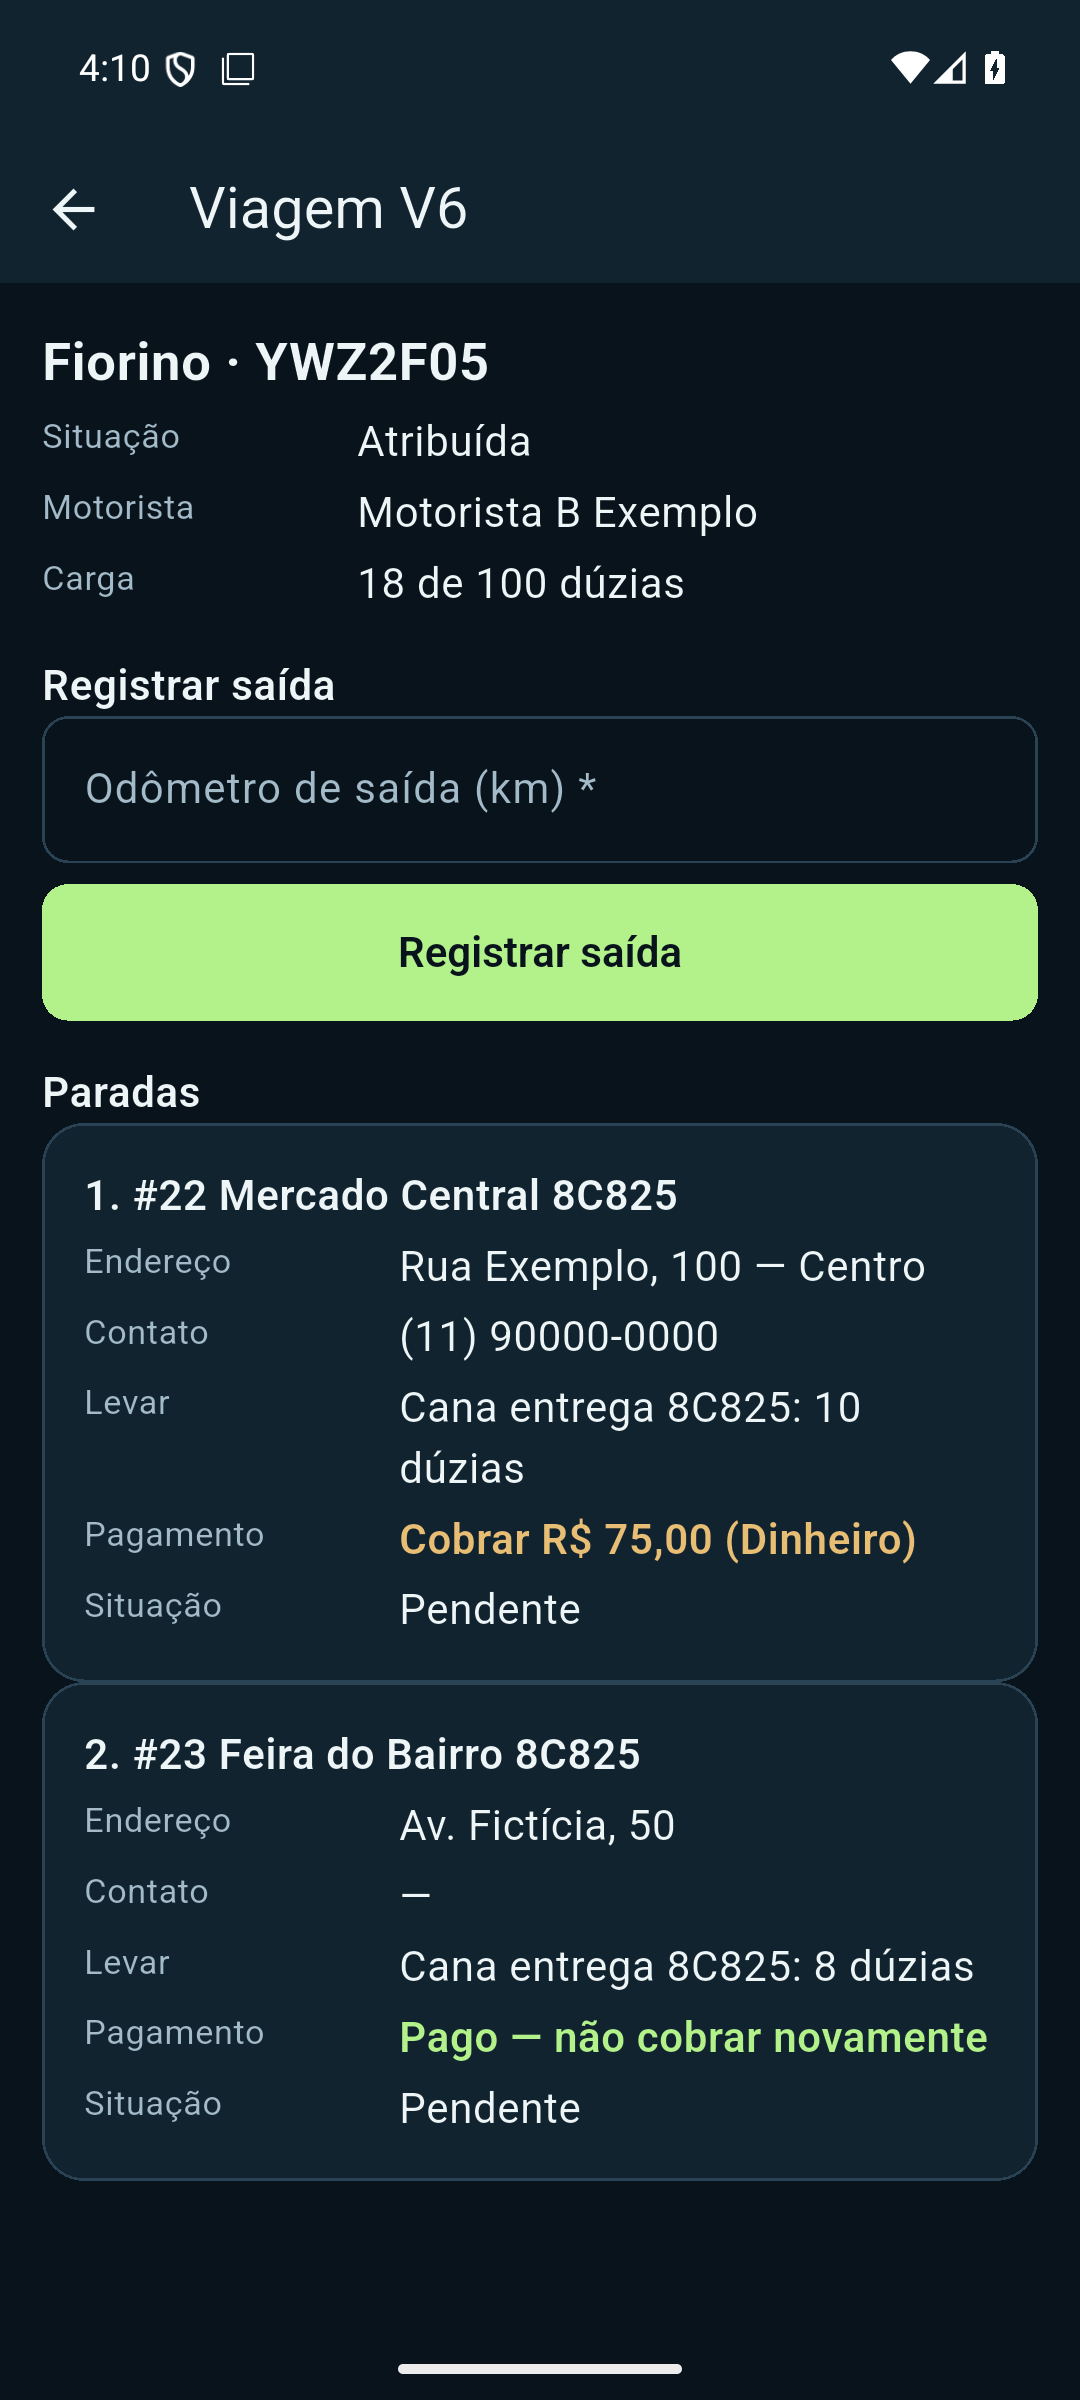 4:10
Viagem V6
Fiorino · YWZ2F05
Situação Atribuída
Motorista Motorista B Exemplo
Carga 18 de 100 dúzias
Registrar saída
Odômetro de saída (km) *
Registrar saída
Paradas
1. #22 Mercado Central 8C825
Endereço Rua Exemplo, 100 — Centro
Contato (11) 90000-0000
Levar Cana entrega 8C825: 10
dúzias
Pagamento Cobrar R$ 75,00 (Dinheiro)
Situação Pendente
2. #23 Feira do Bairro 8C825
Endereço Av. Fictícia, 50
Contato —
Levar Cana entrega 8C825: 8 dúzias
Pagamento Pago — não cobrar novamente
Situação Pendente